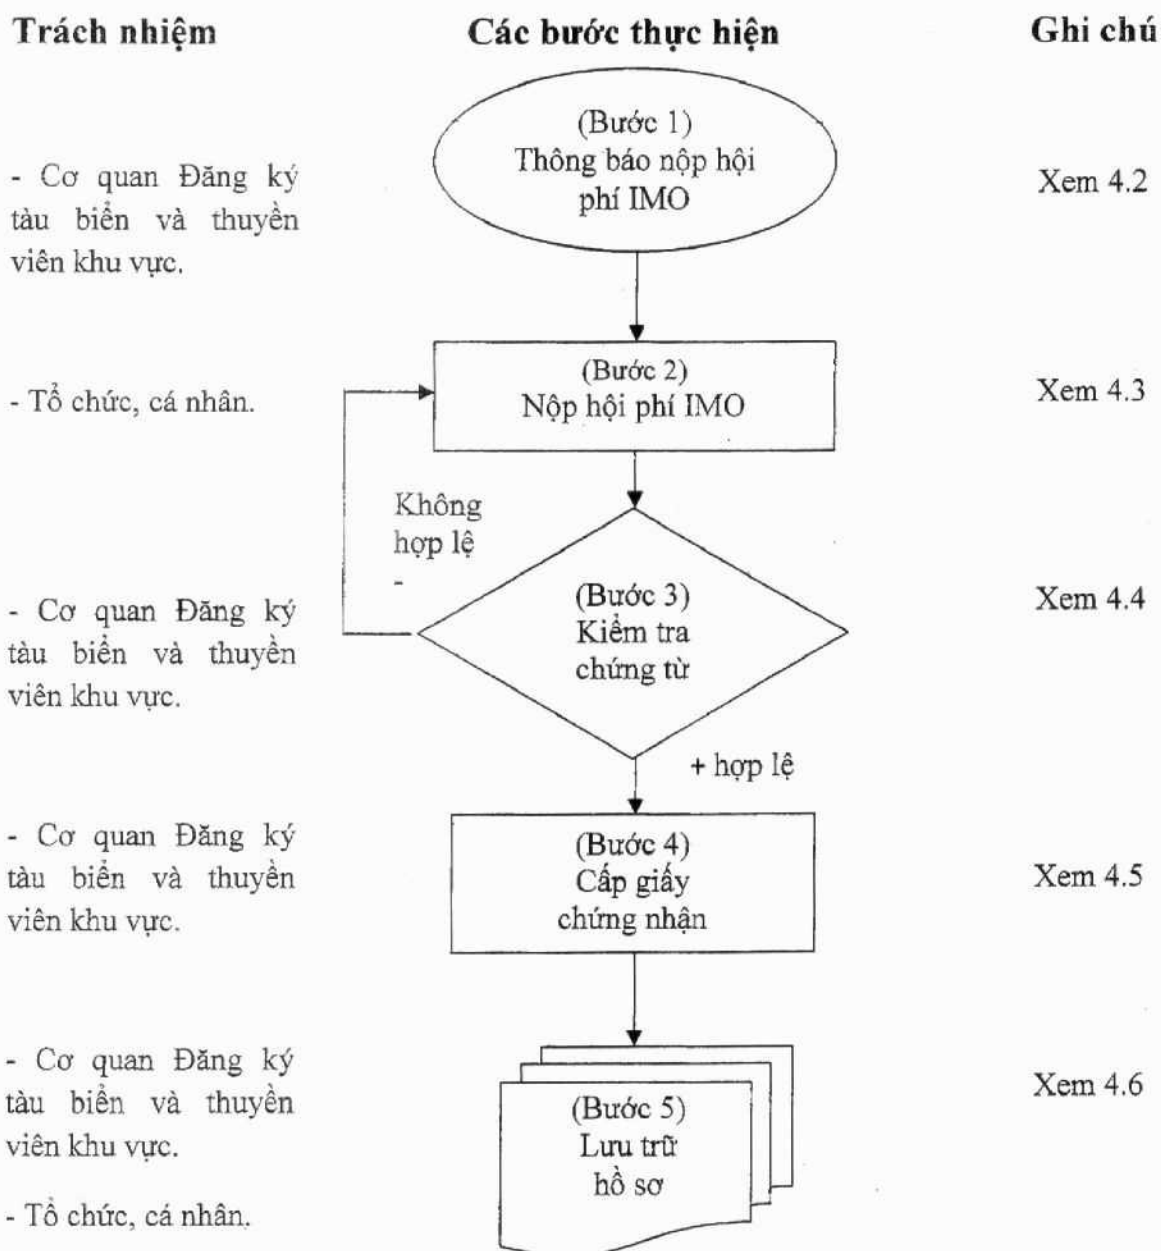 Trách nhiệm
Các bước thực hiện
Ghi chú
(Bước 1)
Thông báo nộp hội
phí IMO
- Cơ quan Đăng ký
tàu biển và thuyền
viên khu vực.
Xem 4.2
(Bước 2)
Nộp hội phí IMO
- Tổ chức, cá nhân.
Xem 4.3
Không
hợp lệ
-
(Bước 3)
Kiểm tra
chứng từ
- Cơ quan Đăng ký
tàu biển và thuyền
viên khu vực.
Xem 4.4
+ hợp lệ
(Bước 4)
Cấp giấy
chứng nhận
- Cơ quan Đăng ký
tàu biển và thuyền
viên khu vực.
Xem 4.5
(Bước 5)
Lưu trữ
hồ sơ
- Cơ quan Đăng ký
tàu biển và thuyền
viên khu vực.
- Tổ chức, cá nhân.
Xem 4.6